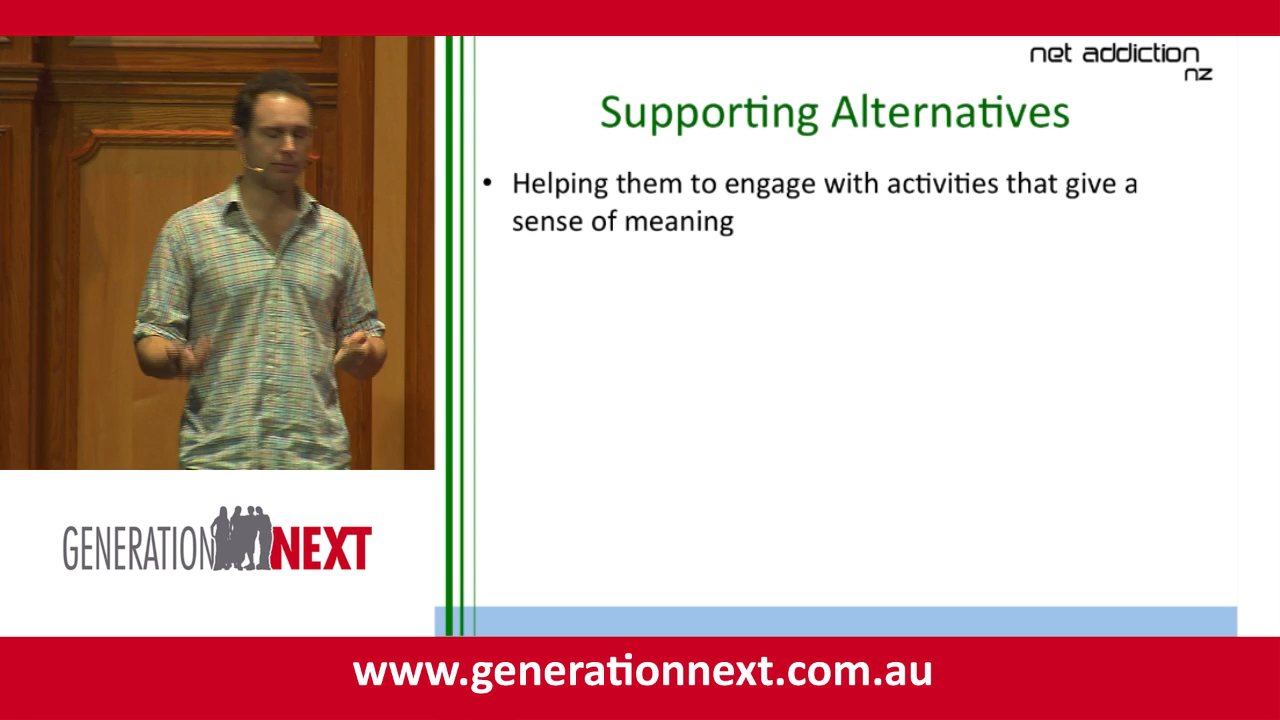 net addiction
nz
Supporting Alternatives
• Helping them to engage with activities that give a
sense of meaning
GENERATION NEXT
www.generationnext.com.au